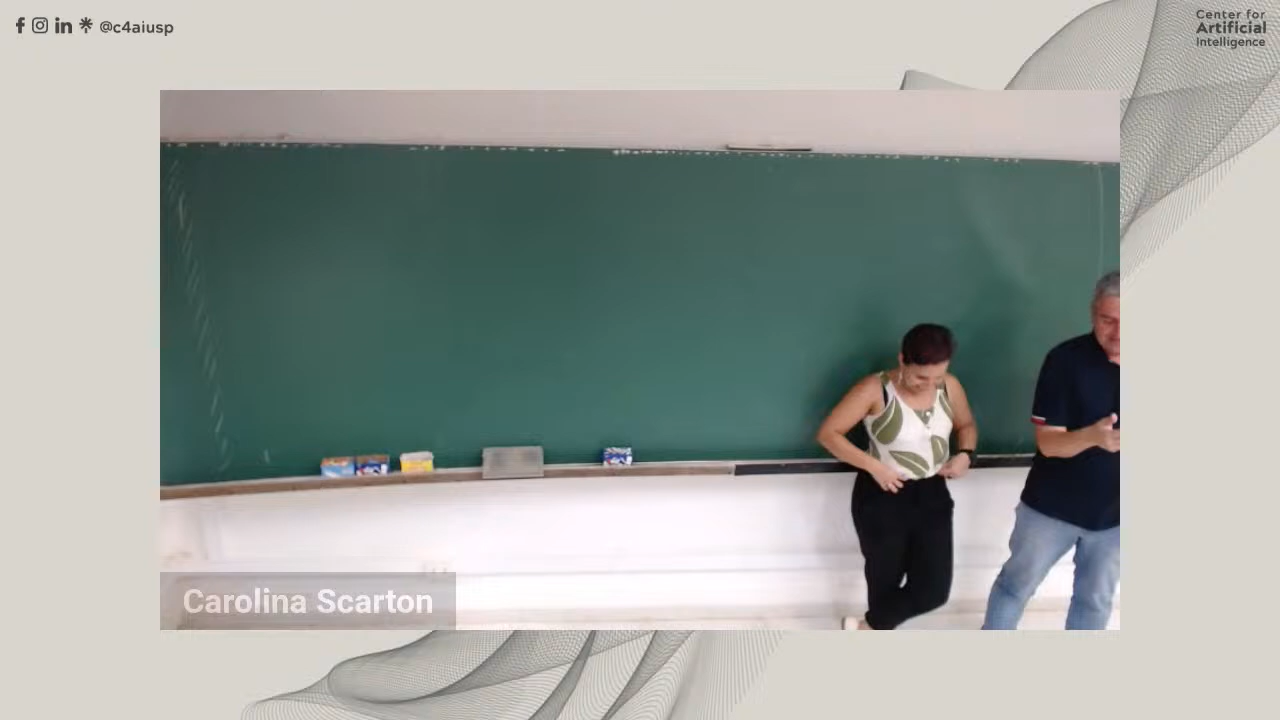 @c4aiusp
Center for
Artificial
Intelligence
Carolina Scarton